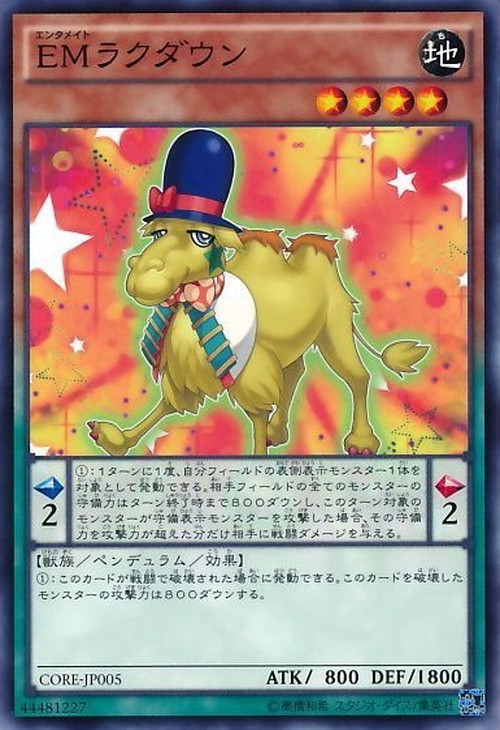 エンタメイト
EMラクダウン
地
①：1ターンに1度、自分フィールドの表側表示モンスター1体を
対象として発動できる。相手フィールドの全てのモンスターの
守備力はターン終了時まで800ダウンし、このターン対象の
モンスターが守備表示モンスターを攻撃した場合、その守備
力を攻撃力が超えた分だけ相手に戦闘ダメージを与える。
2
2
【獣族／ペンデュラム／効果】
①：このカードが戦闘で破壊された場合に発動できる。このカードを破壊した
モンスターの攻撃力は800ダウンする。
CORE-JP005
ATK/ 800 DEF/1800
44481227
©高橋和希 スタジオ・ダイス/集英社